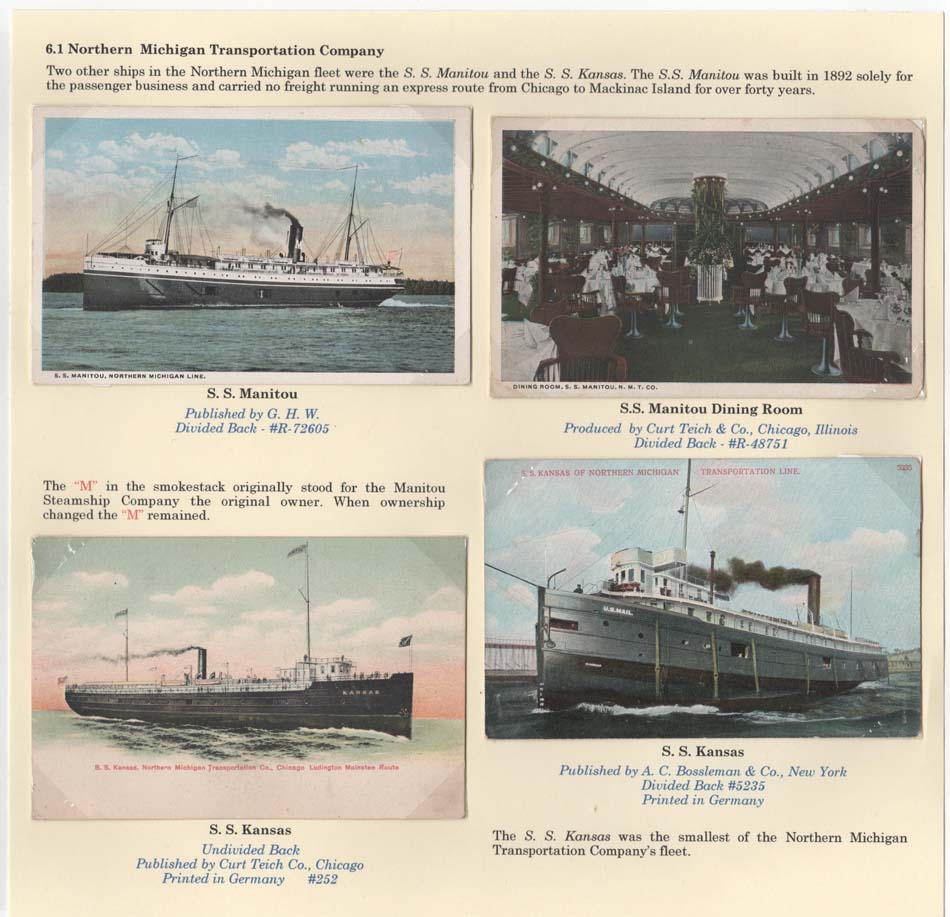 6.1 Northern Michigan Transportation Company
Two other ships in the Northern Michigan fleet were the S. S. Manitou and the S. S. Kansas. The S.S. Manitou was built in 1892 solely for
the passenger business and carried no freight running an express route from Chicago to Mackinac Island for over forty years.
S. S. MANITOU, NORTHERN MICHIGAN LINE.
S. S. Manitou
Published by G. H. W.
Divided Back - #R-72605
DINING ROOM, S. S. MANITOU, N. M. T. CO.
S.S. Manitou Dining Room
Produced by Curt Teich & Co., Chicago, Illinois
Divided Back - #R-48751
The "M" in the smokestack originally stood for the Manitou
Steamship Company the original owner. When ownership
changed the "M" remained.
KANSAS
S. S. Kansas, Northern Michigan Transportation Co., Chicago Ludington Mainstee Route
S. S. Kansas
Undivided Back
Published by Curt Teich Co., Chicago
Printed in Germany #252
S. S. KANSAS OF NORTHERN MICHIGAN TRANSPORTATION LINE. 5235
U.S. MAIL.
S. S. Kansas
Published by A. C. Bossleman & Co., New York
Divided Back #5235
Printed in Germany
The S. S. Kansas was the smallest of the Northern Michigan
Transportation Company's fleet.